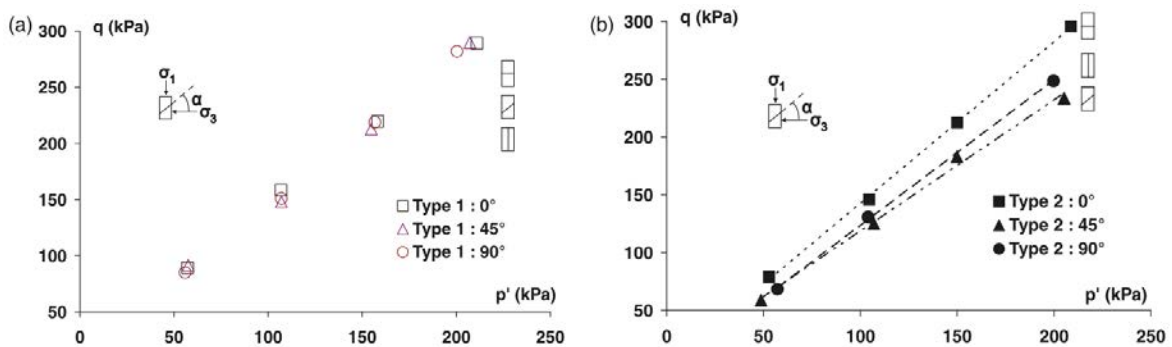 (a)
q (kPa)
300
250
200
150
100
50
0
50
100
150
200
250
p' (kPa)
σ1
α
σ3
Type 1 : 0°
Type 1 : 45°
Type 1 : 90°
(b)
q (kPa)
300
250
200
150
100
50
0
50
100
150
200
250
p' (kPa)
σ1
α
σ3
Type 2 : 0°
Type 2 : 45°
Type 2 : 90°